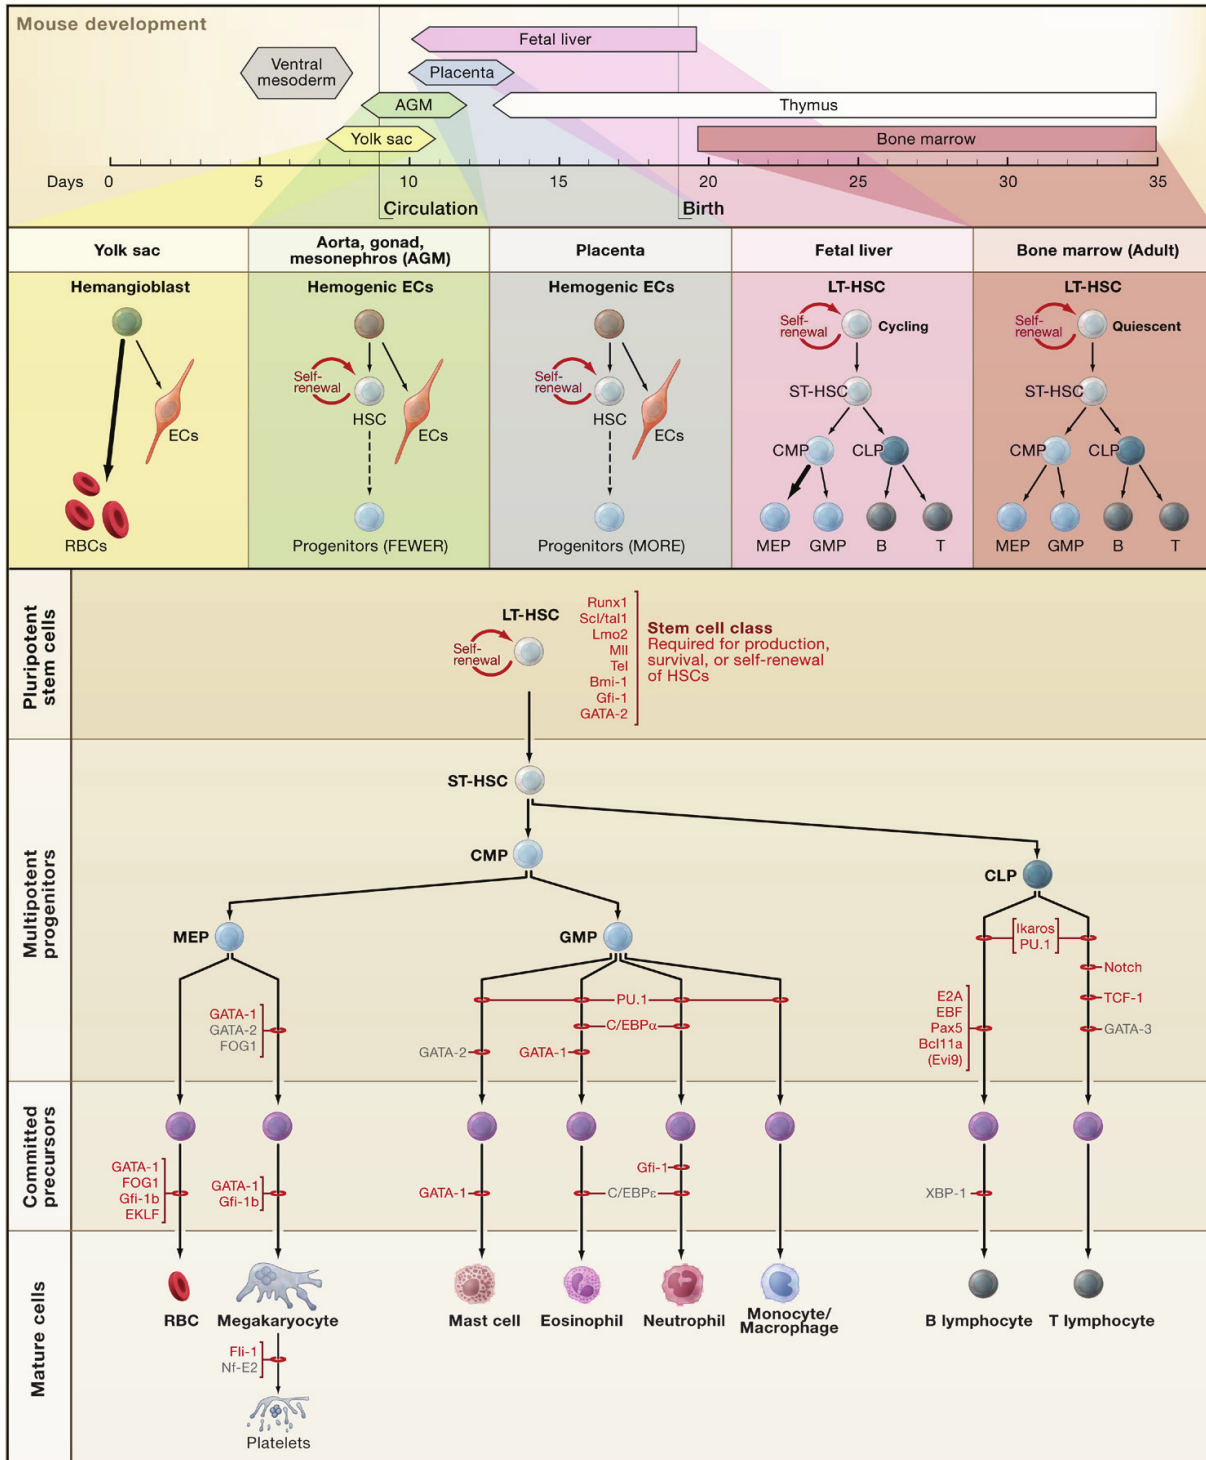 Mouse development
Fetal liver
Ventral
mesoderm
Placenta
AGM
Thymus
Yolk sac
Bone marrow
Days 0 5 10 15 20 25 30 35
Circulation
Birth
Yolk sac
Aorta, gonad,
mesonephros (AGM)
Placenta
Fetal liver
Bone marrow (Adult)
Hemangioblast
ECs
RBCs
Hemogenic ECs
Self-
renewal
HSC
ECs
Progenitors (FEWER)
Hemogenic ECs
Self-
renewal
HSC
ECs
Progenitors (MORE)
LT-HSC
Self-
renewal
Cycling
ST-HSC
CMP CLP
MEP GMP B T
LT-HSC
Self-
renewal
Quiescent
ST-HSC
CMP CLP
MEP GMP B T
Pluripotent
stem cells
LT-HSC
Self-
renewal
Runx1
Scl/tal1
Lmo2
Mll
Tel
Bmi-1
Gfi-1
GATA-2
Stem cell class
Required for production,
survival, or self-renewal
of HSCs
Multipotent
progenitors
ST-HSC
CMP
CLP
MEP
GMP
Ikaros
PU.1
Notch
TCF-1
GATA-3
E2A
EBF
Pax5
Bcl11a
(Evi9)
GATA-1
GATA-2
FOG1
PU.1
C/EBPα
GATA-2
GATA-1
Committed
precursors
GATA-1
FOG1
Gfi-1b
EKLF
GATA-1
Gfi-1b
GATA-1
Gfi-1
C/EBPε
XBP-1
Mature cells
RBC
Megakaryocyte
Mast cell
Eosinophil
Neutrophil
Monocyte/
Macrophage
B lymphocyte
T lymphocyte
Fli-1
Nf-E2
Platelets